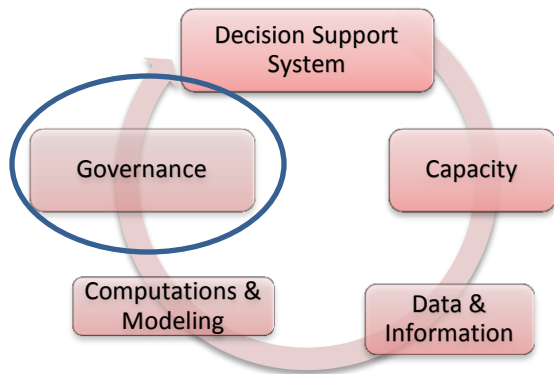 Decision Support
System
Governance
Capacity
Computations &
Modeling
Data &
Information